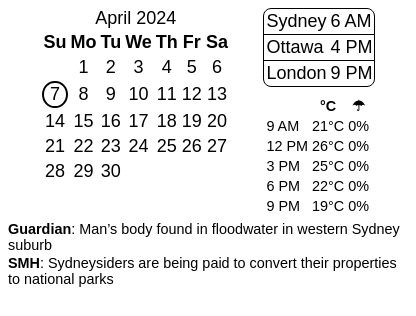 April 2024
Su Mo Tu We Th Fr Sa
1 2 3 4 5 6
7 8 9 10 11 12 13
14 15 16 17 18 19 20
21 22 23 24 25 26 27
28 29 30
Sydney 6 AM
Ottawa 4 PM
London 9 PM
°C ☂
9 AM 21°C 0%
12 PM 26°C 0%
3 PM 25°C 0%
6 PM 22°C 0%
9 PM 19°C 0%
Guardian: Man’s body found in floodwater in western Sydney
suburb
SMH: Sydneysiders are being paid to convert their properties
to national parks